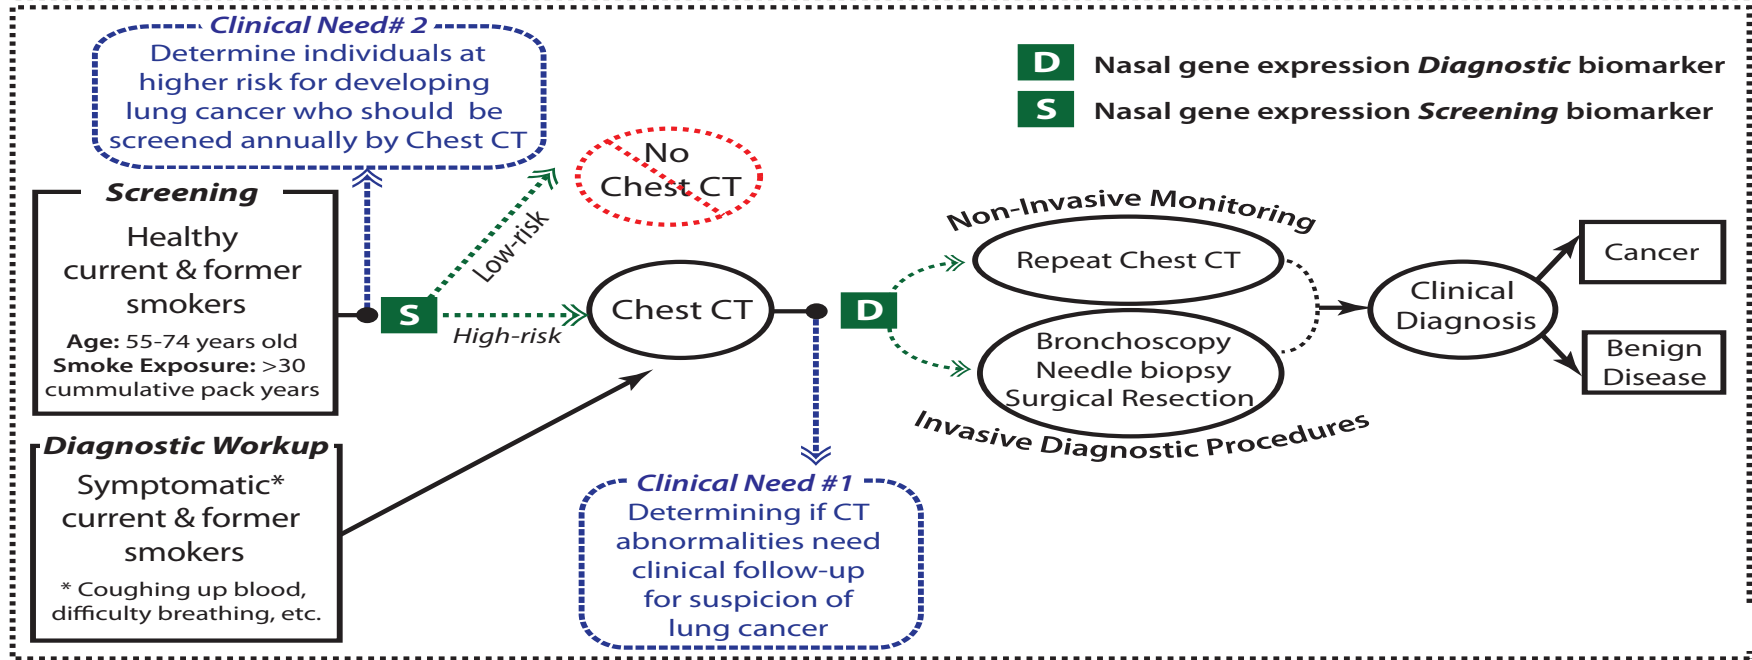 Clinical Need# 2
Determine individuals at
higher risk for developing
lung cancer who should be
screened annually by Chest CT
D Nasal gene expression Diagnostic biomarker
S Nasal gene expression Screening biomarker
No
Chest CT
Screening
Healthy
current & former
smokers
Age: 55-74 years old
Smoke Exposure: >30
cummulative pack years
S
Low-risk
High-risk
Chest CT
D
Non-Invasive Monitoring
Repeat Chest CT
Bronchoscopy
Needle biopsy
Surgical Resection
Invasive Diagnostic Procedures
Clinical
Diagnosis
Cancer
Benign
Disease
Diagnostic Workup
Symptomatic*
current & former
smokers
* Coughing up blood,
difficulty breathing, etc.
Clinical Need #1
Determining if CT
abnormalities need
clinical follow-up
for suspicion of
lung cancer